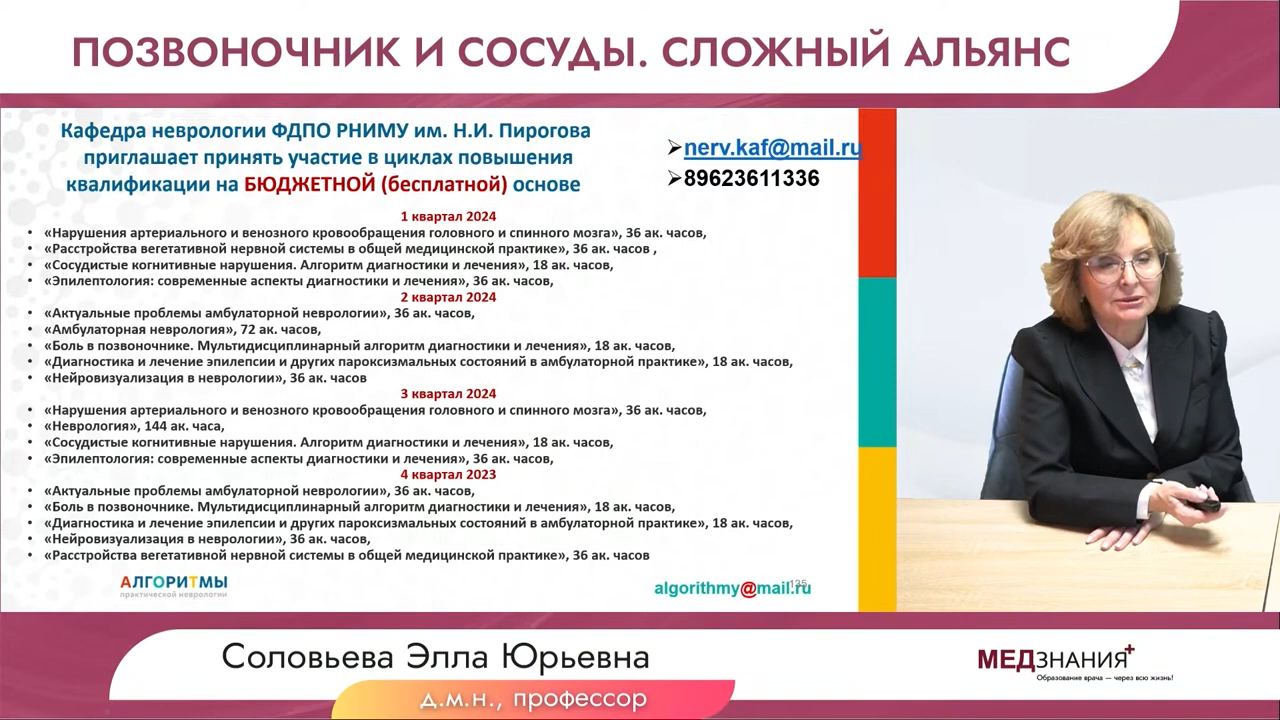 ПОЗВОНОЧНИК И СОСУДЫ. СЛОЖНЫЙ АЛЬЯНС
Кафедра неврологии ФДПО РНИМУ им. Н.И. Пирогова
приглашает принять участие в циклах повышения
квалификации на БЮДЖЕТНОЙ (бесплатной) основе
➢nerv.kaf@mail.ru
➢89623611336
1 квартал 2024
• «Нарушения артериального и венозного кровообращения головного и спинного мозга», 36 ак. часов,
• «Расстройства вегетативной нервной системы в общей медицинской практике», 36 ак. часов ,
• «Сосудистые когнитивные нарушения. Алгоритм диагностики и лечения», 18 ак. часов,
• «Эпилептология: современные аспекты диагностики и лечения», 36 ак. часов,
2 квартал 2024
• «Актуальные проблемы амбулаторной неврологии», 36 ак. часов,
• «Амбулаторная неврология», 72 ак. часов,
• «Боль в позвоночнике. Мультидисциплинарный алгоритм диагностики и лечения», 18 ак. часов,
• «Диагностика и лечение эпилепсии и других пароксизмальных состояний в амбулаторной практике», 18 ак. часов,
• «Нейровизуализация в неврологии», 36 ак. часов
3 квартал 2024
• «Нарушения артериального и венозного кровообращения головного и спинного мозга», 36 ак. часов,
• «Неврология», 144 ак. часа,
• «Сосудистые когнитивные нарушения. Алгоритм диагностики и лечения», 18 ак. часов,
• «Эпилептология: современные аспекты диагностики и лечения», 36 ак. часов,
4 квартал 2023
• «Актуальные проблемы амбулаторной неврологии», 36 ак. часов,
• «Боль в позвоночнике. Мультидисциплинарный алгоритм диагностики и лечения», 18 ак. часов,
• «Диагностика и лечение эпилепсии и других пароксизмальных состояний в амбулаторной практике», 18 ак. часов,
• «Нейровизуализация в неврологии», 36 ак. часов,
• «Расстройства вегетативной нервной системы в общей медицинской практике», 36 ак. часов
АЛГОРИТМЫ
практической неврологии
algorithmy@mail.ru
135
Соловьева Элла Юрьевна
д.м.н., профессор
МЕДЗНАНИЯ+
Образование врача — через всю жизнь!